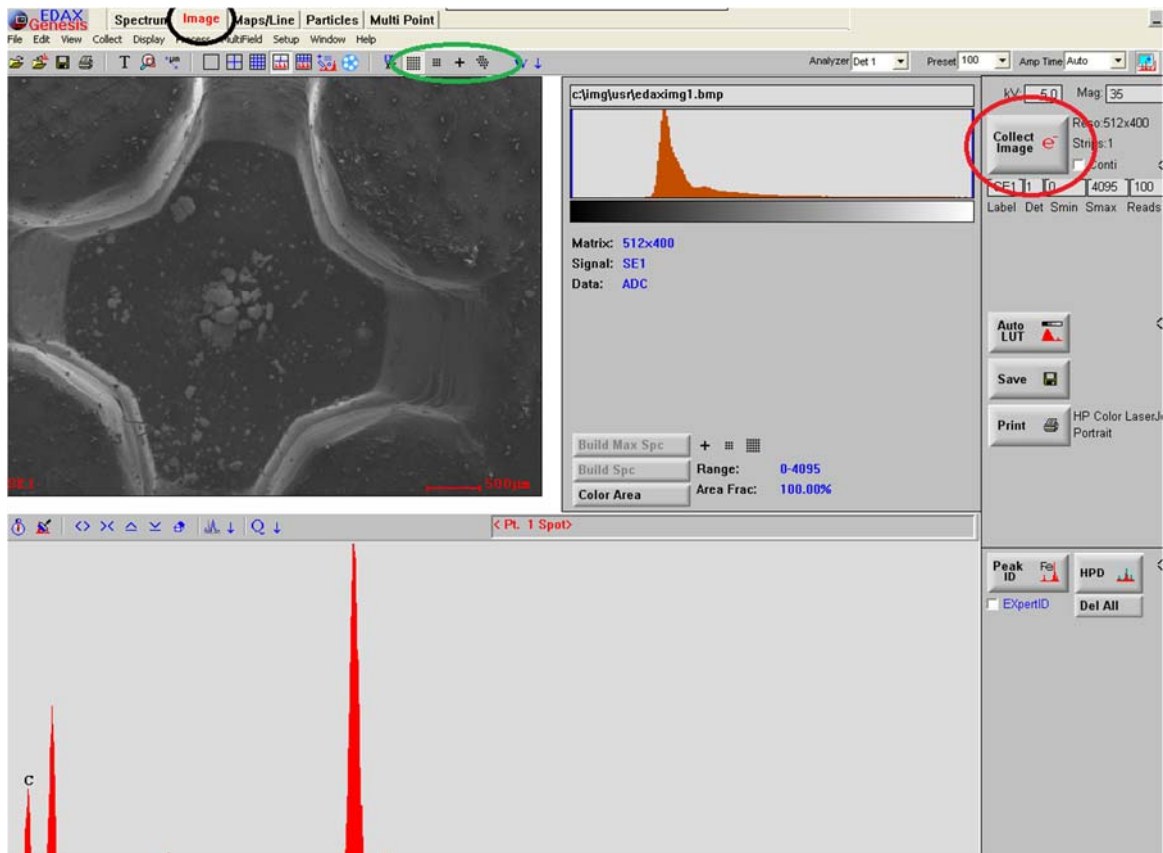 EDAX
Genesis
Spectrum Image Maps/Line Particles Multi Point
File Edit View Collect Display Process MultiField Setup Window Help
Analyzer Det 1 Preset 100 Amp Time Auto
c:\img\usr\edaximg1.bmp
kV: 5.0 Mag: 35
Collect Image e-
Reso:512x400
Strips:1
Conti
SE1 1 0 4095 100
Label Det Smin Smax Reads
Matrix: 512x400
Signal: SE1
Data: ADC
Auto LUT
Save
Print
HP Color LaserJ
Portrait
Build Max Spc
Build Spc
Color Area
Range: 0-4095
Area Frac: 100.00%
SE1
500µm
< Pt. 1 Spot>
Peak ID
Fe
HPD
EXpertID
Del All
C